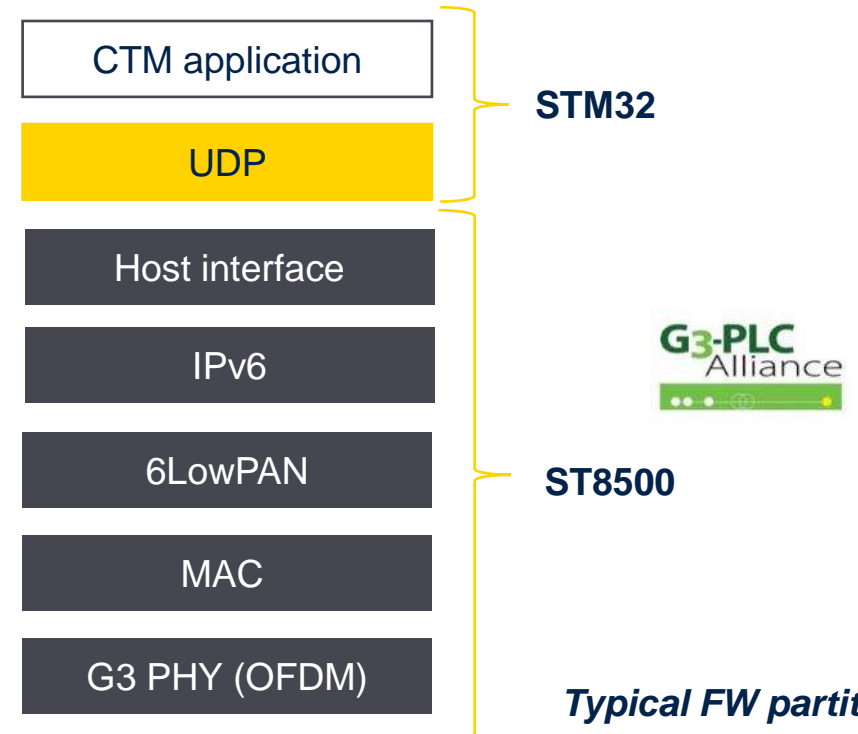 CTM application
STM32
UDP
Host interface
IPv6
G3-PLC
Alliance
6LowPAN
ST8500
MAC
G3 PHY (OFDM)
Typical FW partit